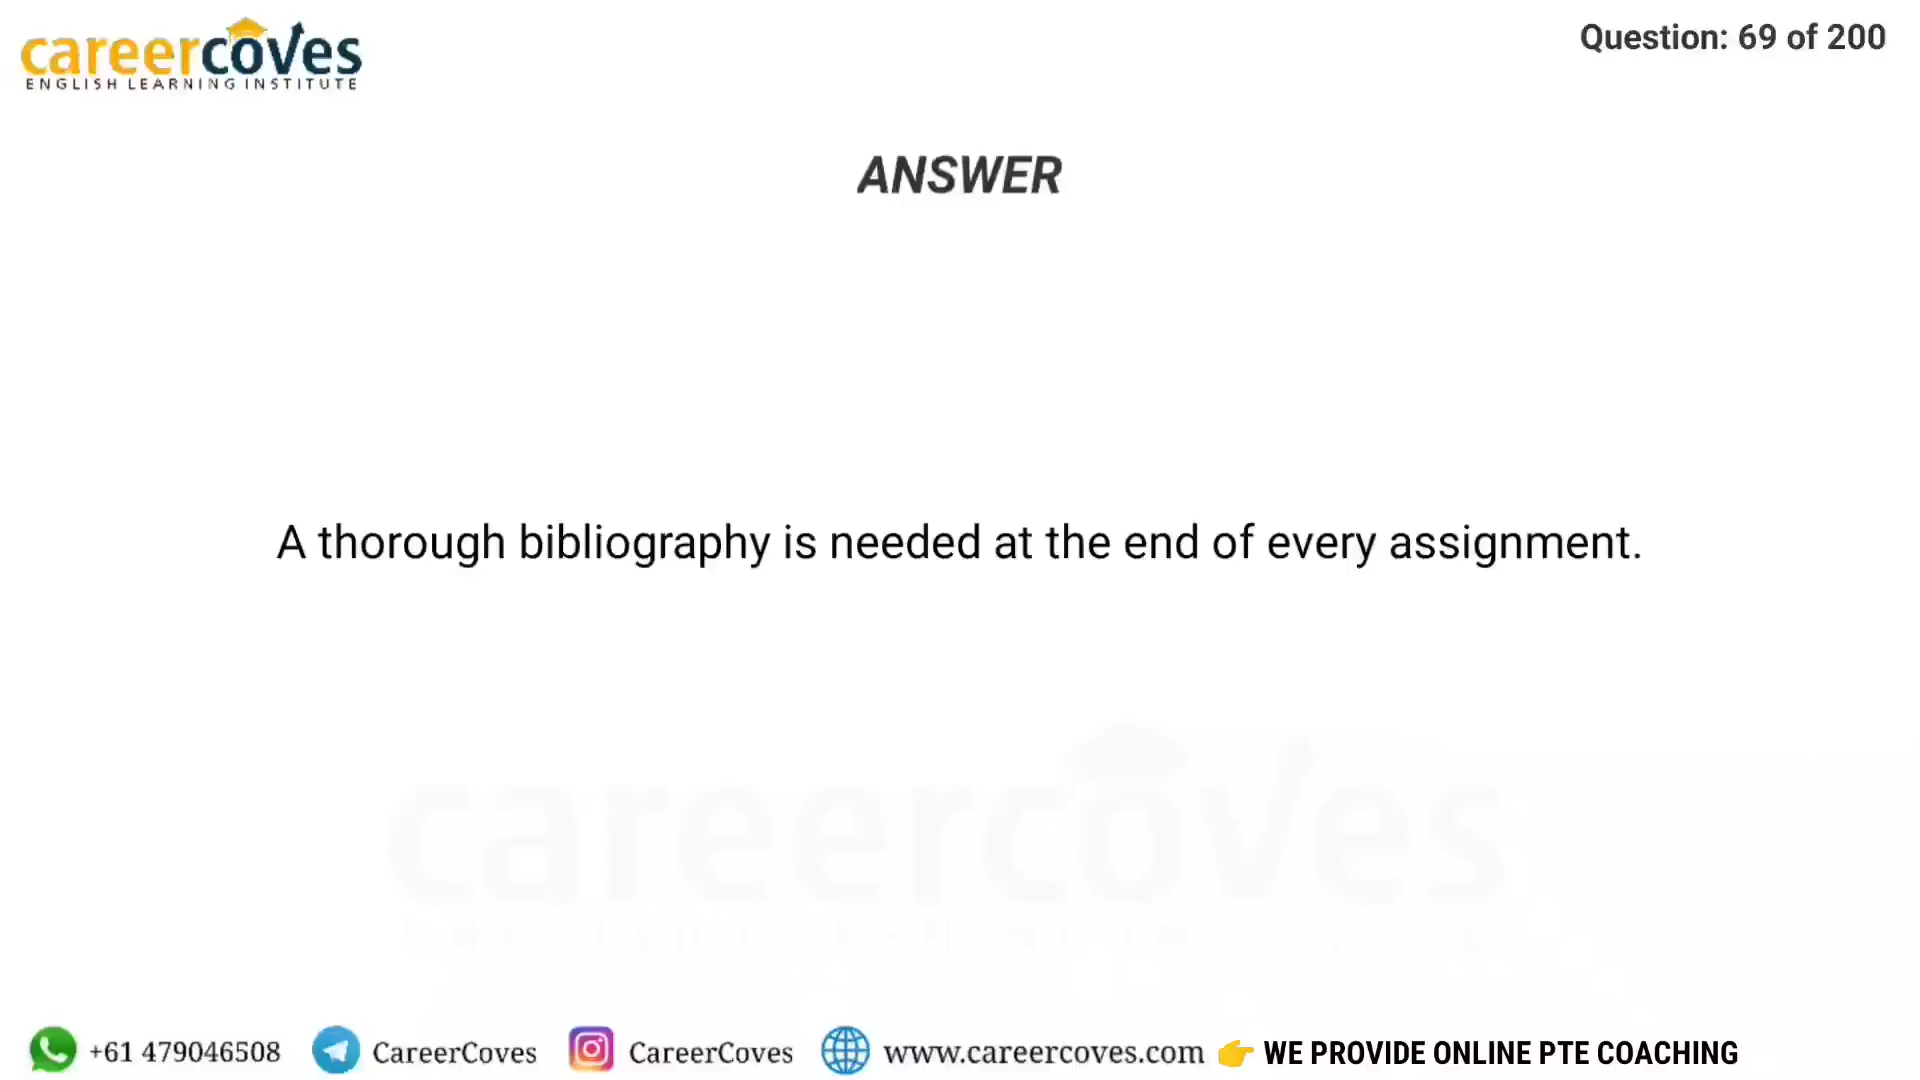 careercoves
ENGLISH LEARNING INSTITUTE
Question: 69 of 200
ANSWER
A thorough bibliography is needed at the end of every assignment.
careercoves
+61 479046508 CareerCoves CareerCoves www.careercoves.com 👉 WE PROVIDE ONLINE PTE COACHING